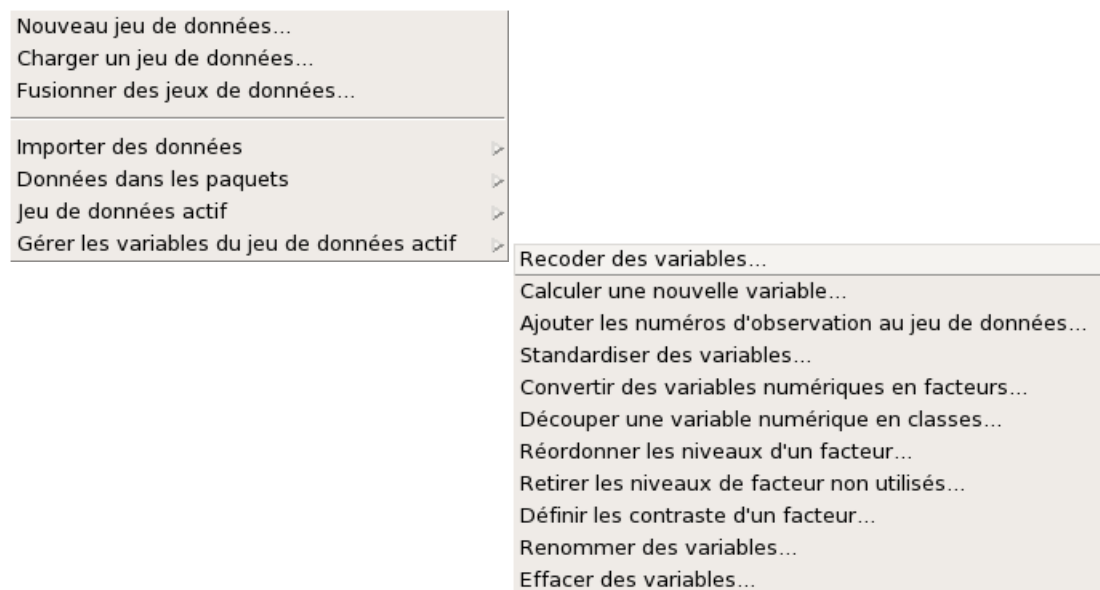 Nouveau jeu de données...
Charger un jeu de données...
Fusionner des jeux de données...
Importer des données
Données dans les paquets
Jeu de données actif
Gérer les variables du jeu de données actif
Recoder des variables...
Calculer une nouvelle variable...
Ajouter les numéros d'observation au jeu de données...
Standardiser des variables...
Convertir des variables numériques en facteurs...
Découper une variable numérique en classes...
Réordonner les niveaux d'un facteur...
Retirer les niveaux de facteur non utilisés...
Définir les contraste d'un facteur...
Renommer des variables...
Effacer des variables...